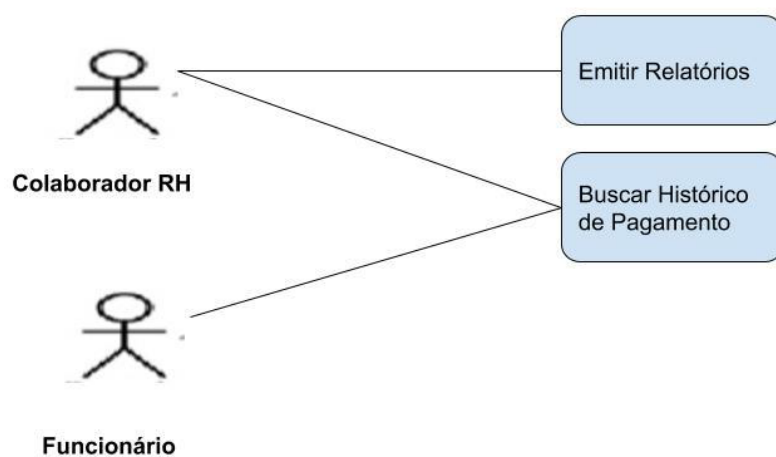 Emitir Relatórios
Colaborador RH
Buscar Histórico
de Pagamento
Funcionário